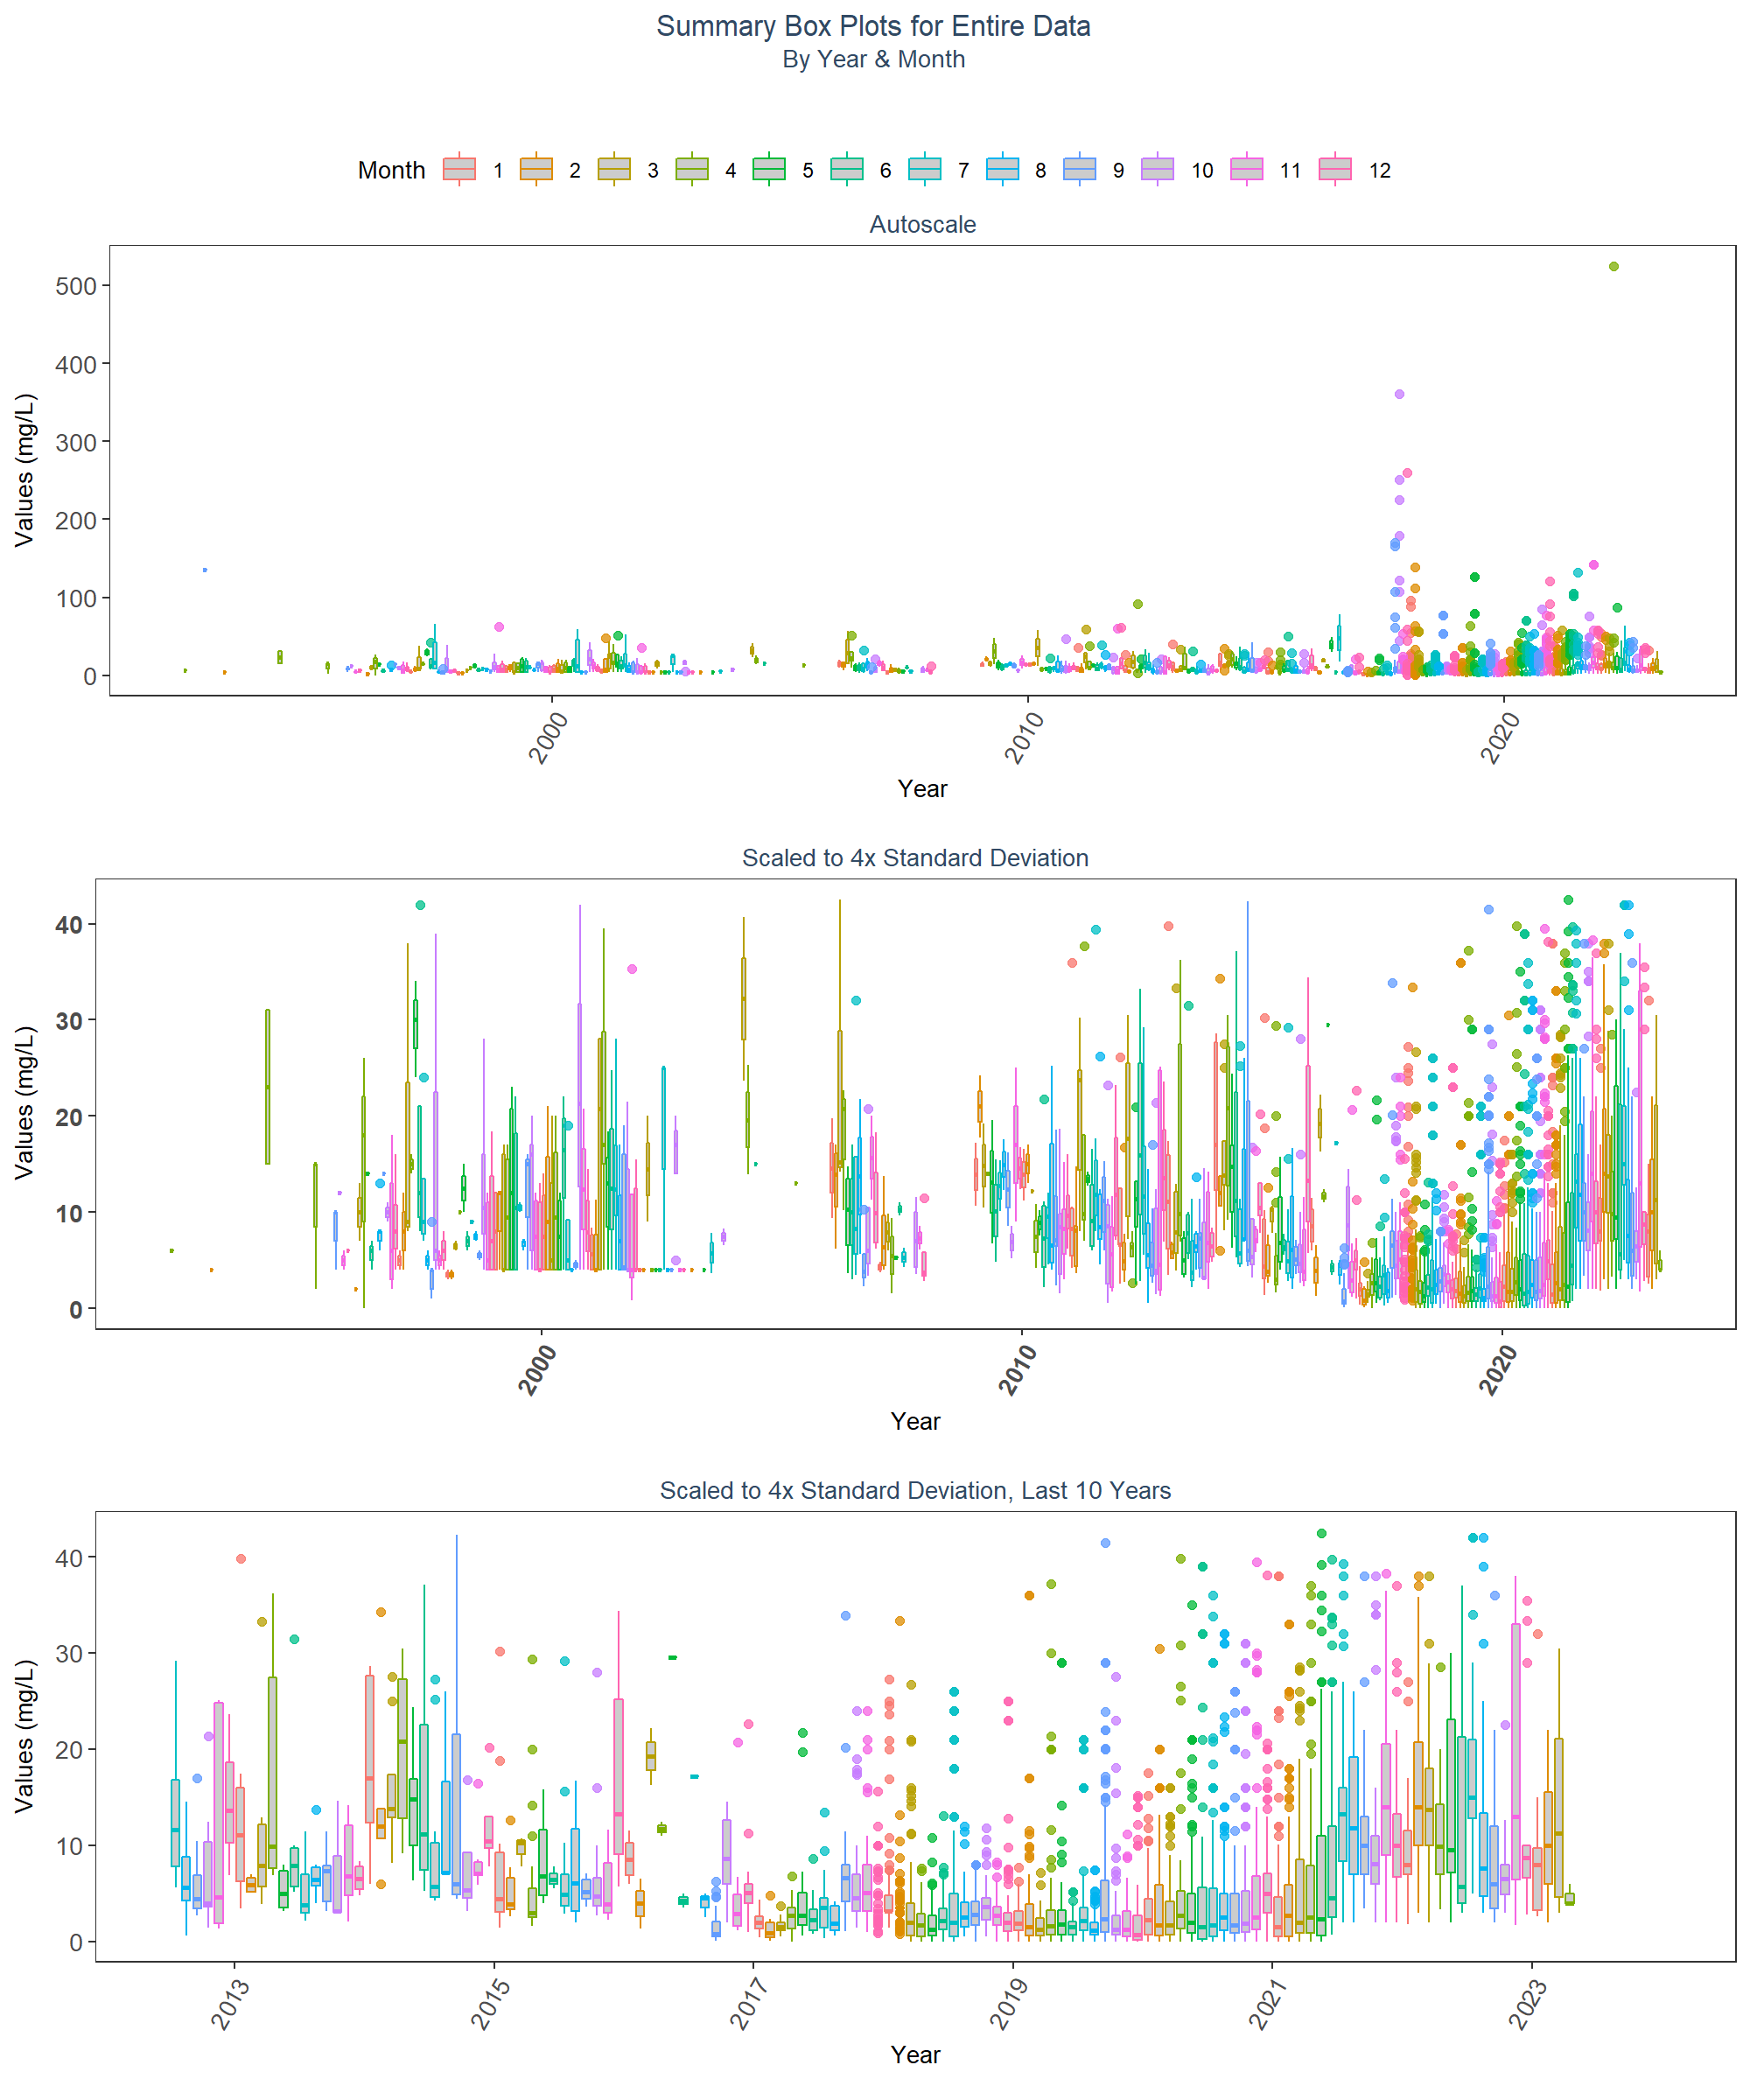 Summary Box Plots for Entire Data
By Year & Month
Month 1 2 3 4 5 6 7 8 9 10 11 12
Autoscale
Values (mg/L)
500
400
300
200
100
0
2000 2010 2020
Year
Scaled to 4x Standard Deviation
Values (mg/L)
40
30
20
10
0
2000 2010 2020
Year
Scaled to 4x Standard Deviation, Last 10 Years
Values (mg/L)
40
30
20
10
0
2013 2015 2017 2019 2021 2023
Year